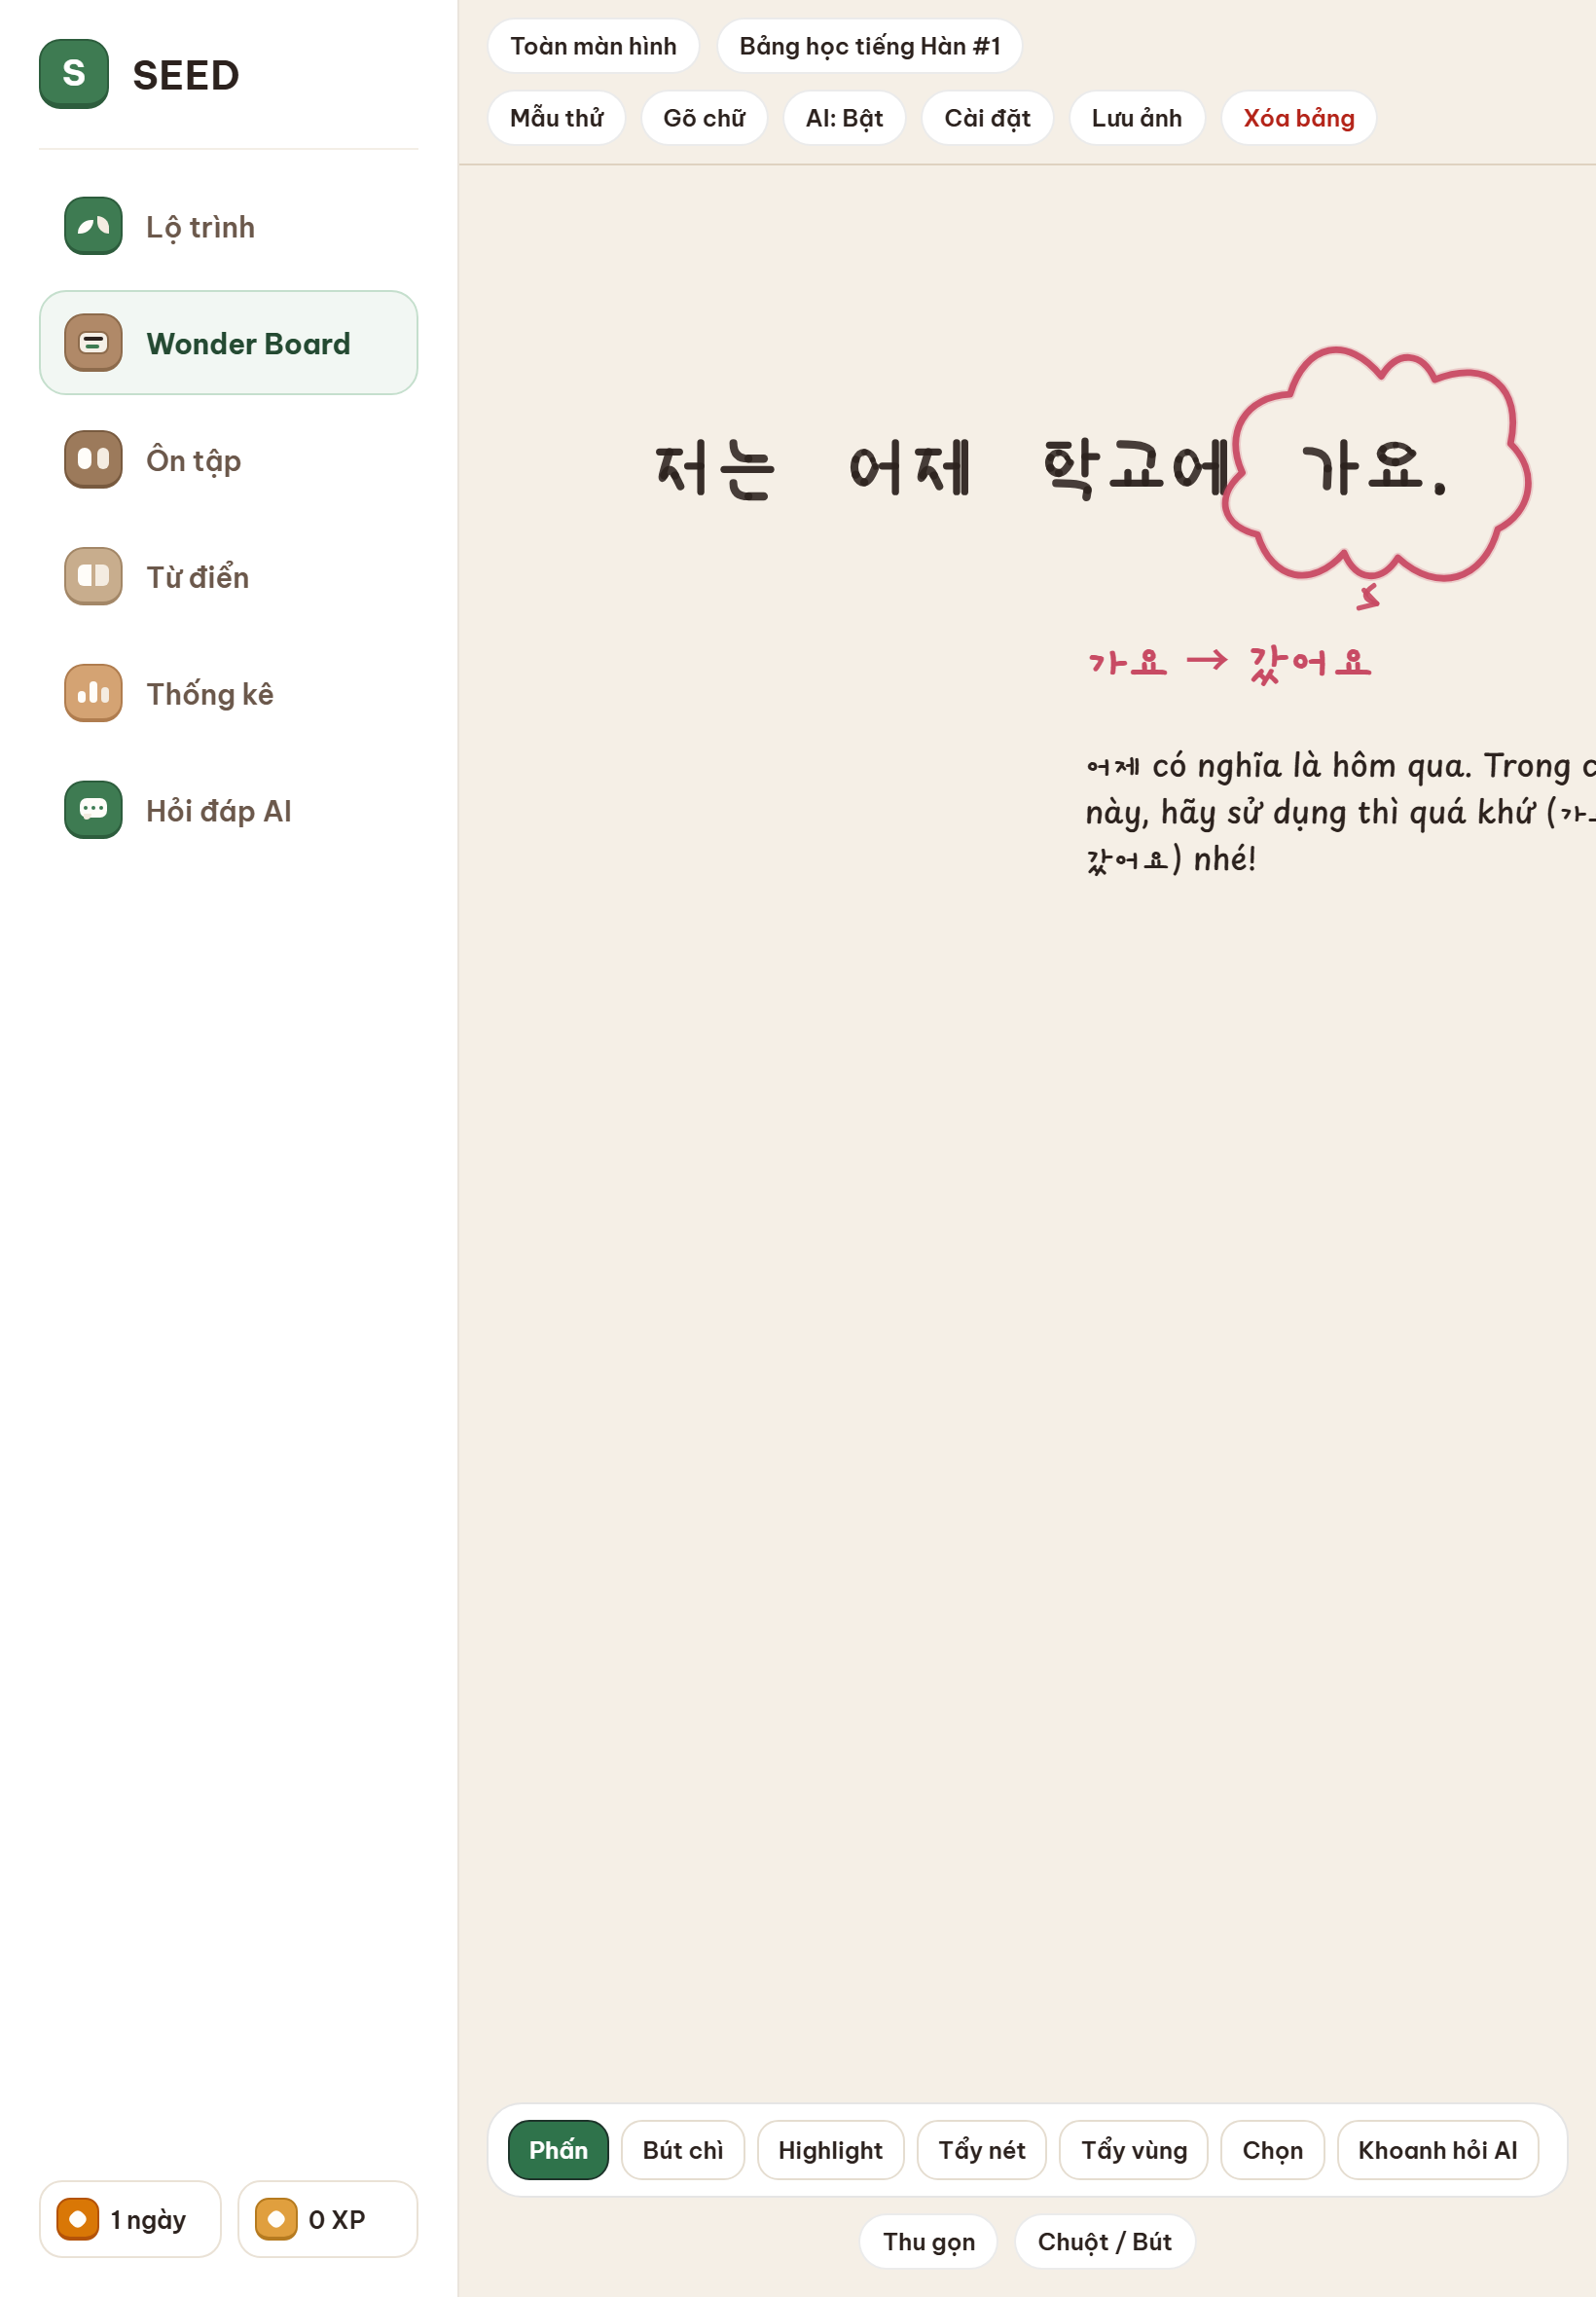 S SEED
Lộ trình
Wonder Board
Ôn tập
Từ điển
Thống kê
Hỏi đáp AI
1 ngày
0 XP
Toàn màn hình
Bảng học tiếng Hàn #1
Mẫu thử
Gõ chữ
AI: Bật
Cài đặt
Lưu ảnh
Xóa bảng
저는 어제 학교에 가요.
가요 → 갔어요
어제 có nghĩa là hôm qua. Trong
này, hãy sử dụng thì quá khứ (가
갔어요) nhé!
Phấn
Bút chì
Highlight
Tẩy nét
Tẩy vùng
Chọn
Khoanh hỏi AI
Thu gọn
Chuột / Bút